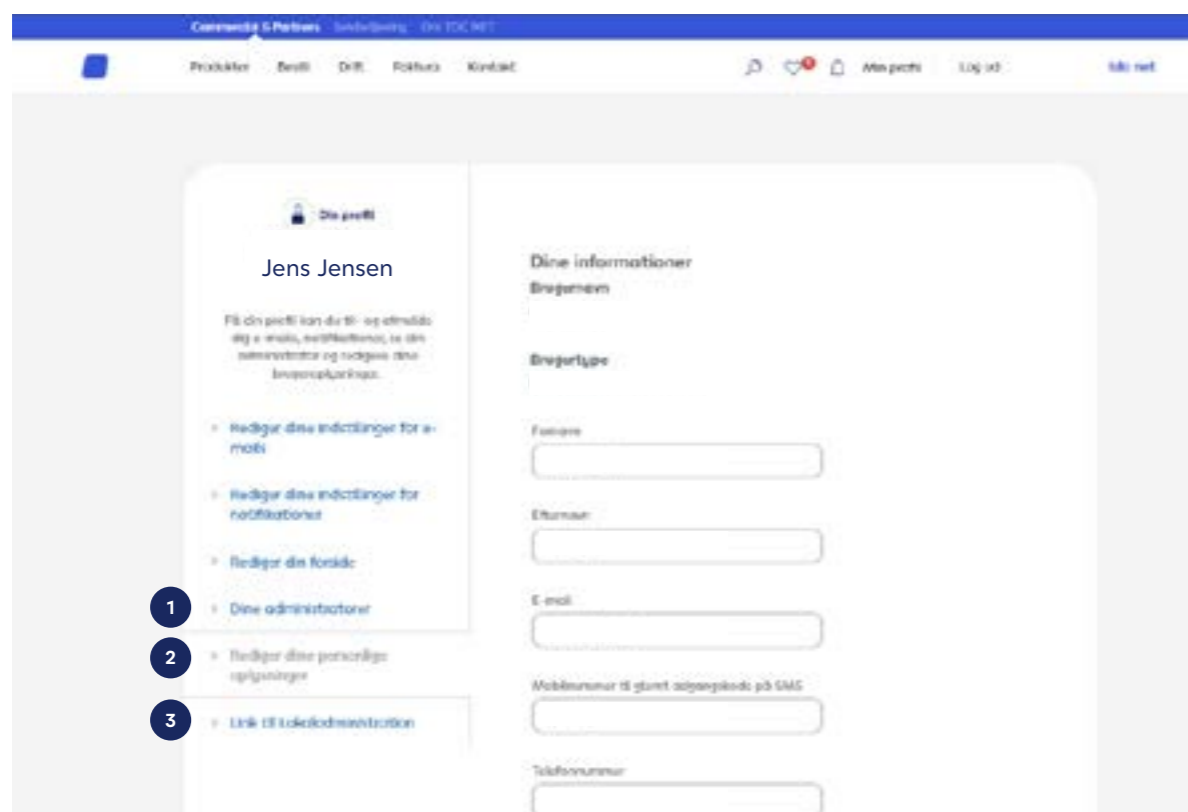 Commercial & Partners Om TDC NET
Produkter Bestil Drift Faktura Kontakt Min profil Log ud tdc net
Din profil
Jens Jensen
På din profil kan du til- og afmelde
dig e-mails, notifikationer, se din
administrator og redigere dine
brugeroplysninger.
Rediger dine indstillinger for e-
mails
Rediger dine indstillinger for
notifikationer
Rediger din forside
1 Dine administratorer
2 Rediger dine personlige
oplysninger
3 Link til Lokaladministration
Dine informationer
Brugernavn
Brugertype
Fornavn
Efternavn
E-mail
Mobilnummer til glemt adgangskode på SMS
Telefonnummer